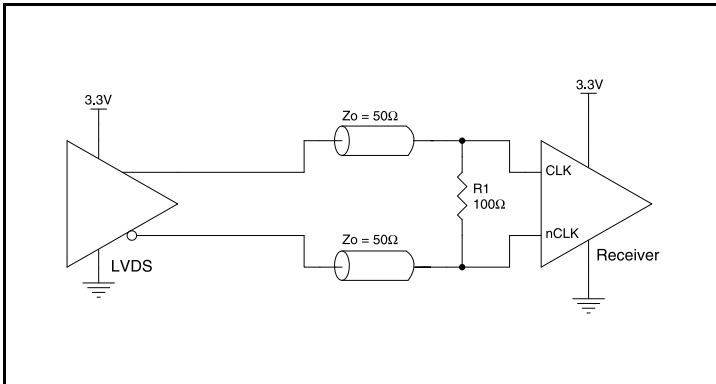 3.3V
LVDS
Zo = 50Ω
Zo = 50Ω
R1
100Ω
3.3V
CLK
nCLK
Receiver